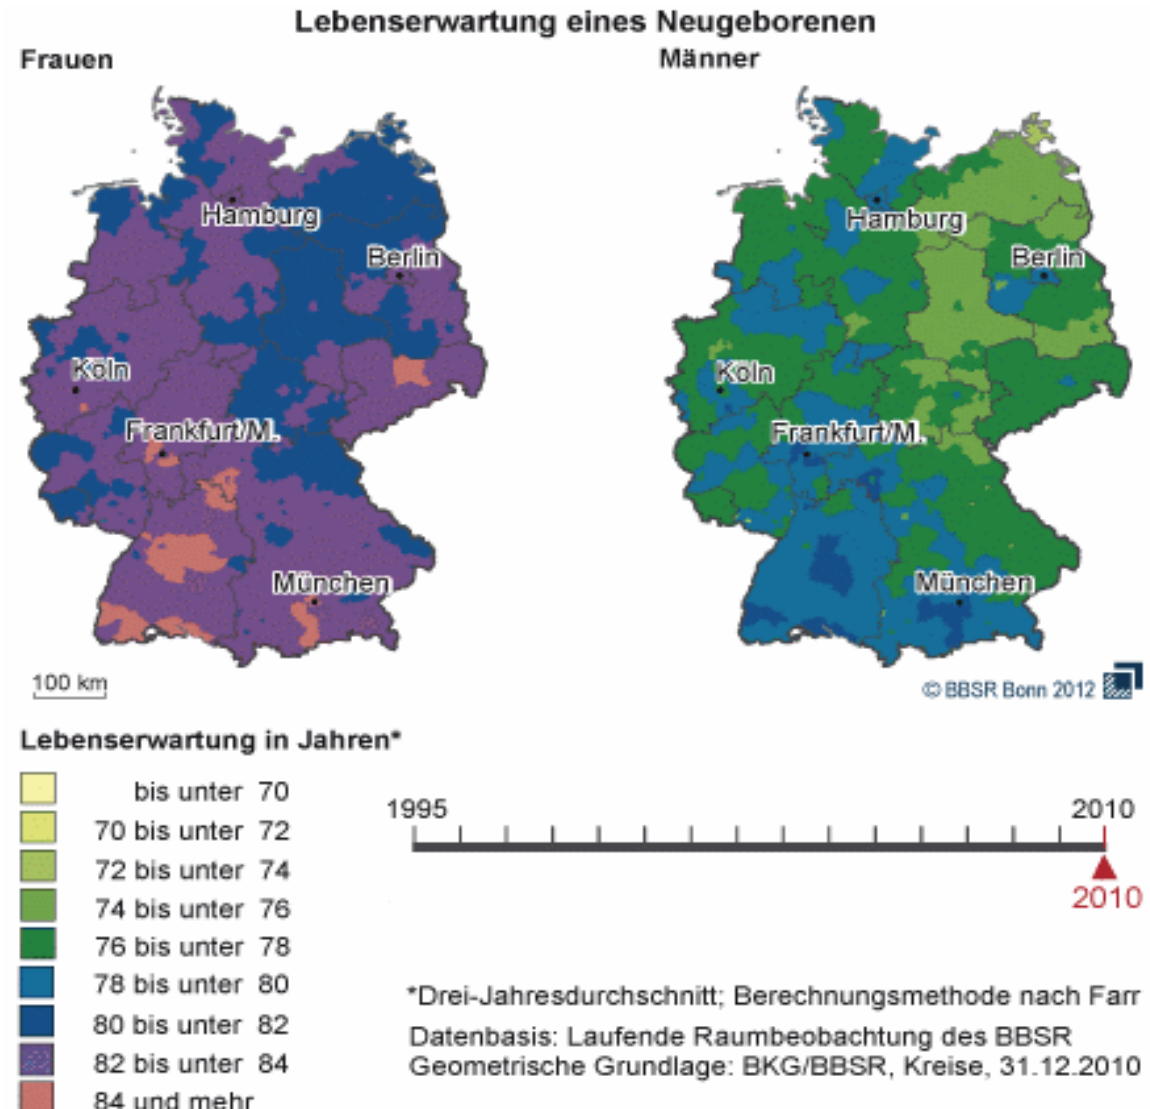 Lebenserwartung eines Neugeborenen
Frauen
Männer
Hamburg
Berlin
Köln
Frankfurt/M.
München
Hamburg
Berlin
Köln
Frankfurt/M.
München
100 km
© BBSR Bonn 2012
Lebenserwartung in Jahren*
bis unter 70
70 bis unter 72
72 bis unter 74
74 bis unter 76
76 bis unter 78
78 bis unter 80
80 bis unter 82
82 bis unter 84
84 und mehr
1995
2010
2010
*Drei-Jahresdurchschnitt; Berechnungsmethode nach Farr
Datenbasis: Laufende Raumbeobachtung des BBSR
Geometrische Grundlage: BKG/BBSR, Kreise, 31.12.2010